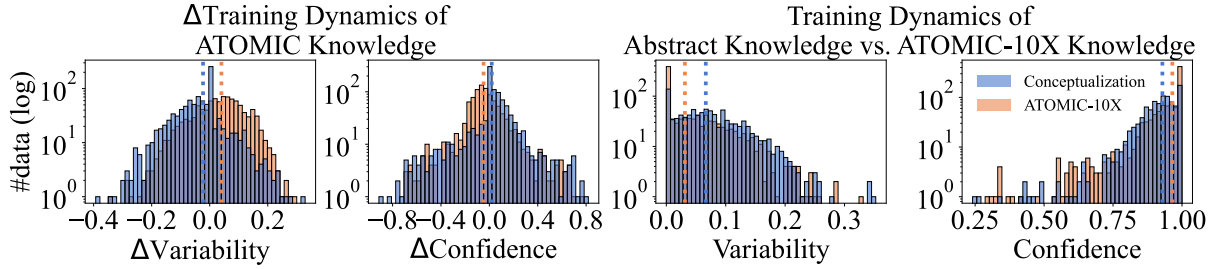 ΔTraining Dynamics of
ATOMIC Knowledge
Training Dynamics of
Abstract Knowledge vs. ATOMIC-10X Knowledge
#data (log)
10² 10¹ 10⁰
−0.4 −0.2 0.0 0.2
ΔVariability
10² 10¹ 10⁰
−0.8 −0.4 0.0 0.4 0.8
ΔConfidence
10² 10¹ 10⁰
0.0 0.1 0.2 0.3
Variability
Conceptualization
ATOMIC-10X
10² 10¹ 10⁰
0.25 0.50 0.75 1.00
Confidence